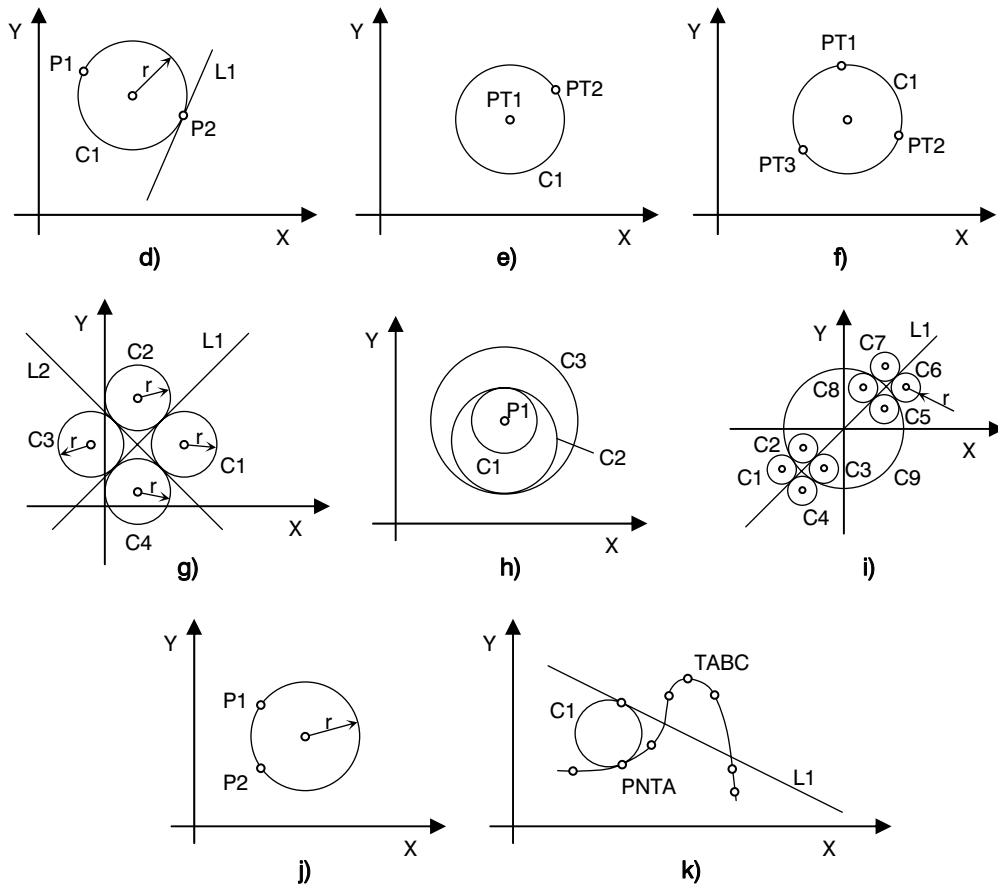 Y
P1
r
L1
P2
C1
X
d)
Y
PT1
PT2
C1
X
e)
Y
PT1
C1
PT2
PT3
X
f)
Y
L2
C2
L1
r
C3
r
r
C1
r
C4
X
g)
Y
C3
P1
C1
C2
X
h)
Y
L1
C7
C6
C8
r
C5
X
C2
C1
C3
C9
C4
i)
Y
P1
r
P2
X
j)
Y
TABC
C1
PNTA
L1
X
k)